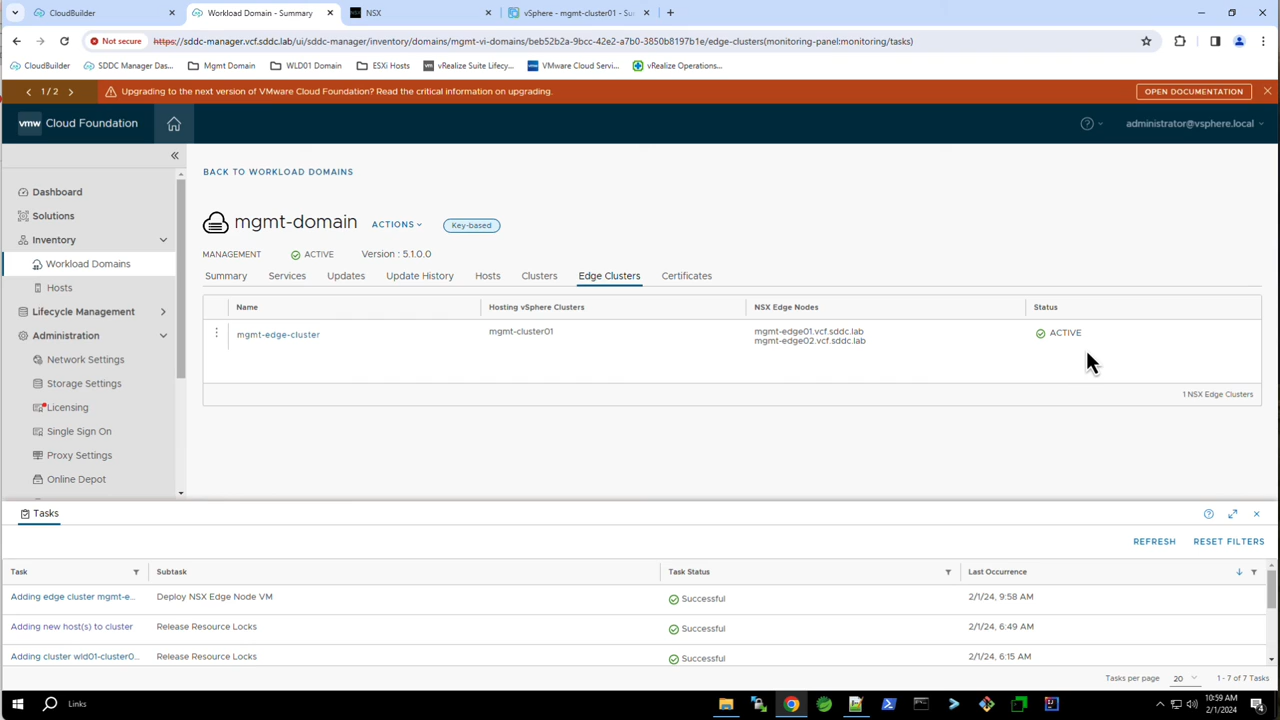 CloudBuilder
Workload Domain - Summary
NSX
vSphere - mgmt-cluster01 - Su
Not secure
https://sddc-manager.vcf.sddc.lab/ui/sddc-manager/inventory/domains/mgmt-vi-domains/beb52b2a-9bcc-42e2-a7b0-3850b8197b1e/edge-clusters(monitoring-panel:monitoring/tasks)
CloudBuilder
SDDC Manager Das...
Mgmt Domain
WLD01 Domain
ESXi Hosts
vRealize Suite Lifecy...
VMware Cloud Servi...
vRealize Operations...
1 / 2
Upgrading to the next version of VMware Cloud Foundation? Read the critical information on upgrading.
OPEN DOCUMENTATION
vmw Cloud Foundation
administrator@vsphere.local
Dashboard
Solutions
Inventory
Workload Domains
Hosts
Lifecycle Management
Administration
Network Settings
Storage Settings
Licensing
Single Sign On
Proxy Settings
Online Depot
BACK TO WORKLOAD DOMAINS
mgmt-domain
ACTIONS
Key-based
MANAGEMENT
ACTIVE
Version : 5.1.0.0
Summary
Services
Updates
Update History
Hosts
Clusters
Edge Clusters
Certificates
Name
Hosting vSphere Clusters
NSX Edge Nodes
Status
mgmt-edge-cluster
mgmt-cluster01
mgmt-edge01.vcf.sddc.lab
mgmt-edge02.vcf.sddc.lab
ACTIVE
1 NSX Edge Clusters
Tasks
REFRESH
RESET FILTERS
Task
Subtask
Task Status
Last Occurrence
Adding edge cluster mgmt-e...
Deploy NSX Edge Node VM
Successful
2/1/24, 9:58 AM
Adding new host(s) to cluster
Release Resource Locks
Successful
2/1/24, 6:49 AM
Adding cluster wld01-cluster0...
Release Resource Locks
Successful
2/1/24, 6:15 AM
Tasks per page
20
1 - 7 of 7 Tasks
Links
10:59 AM
2/1/2024